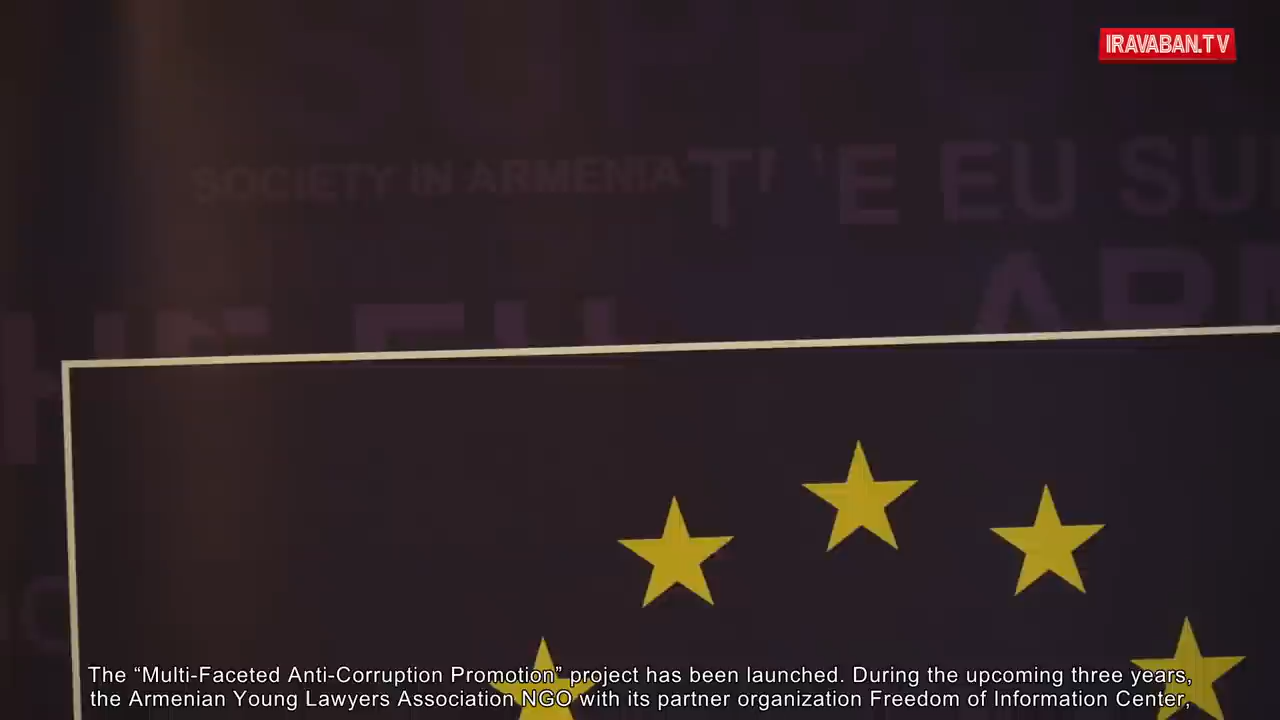 IRAVABAN.TV
SOCIETY IN ARMENIA THE EU
The “Multi-Faceted Anti-Corruption Promotion” project has been launched. During the upcoming three years,
the Armenian Young Lawyers Association NGO with its partner organization Freedom of Information Center,